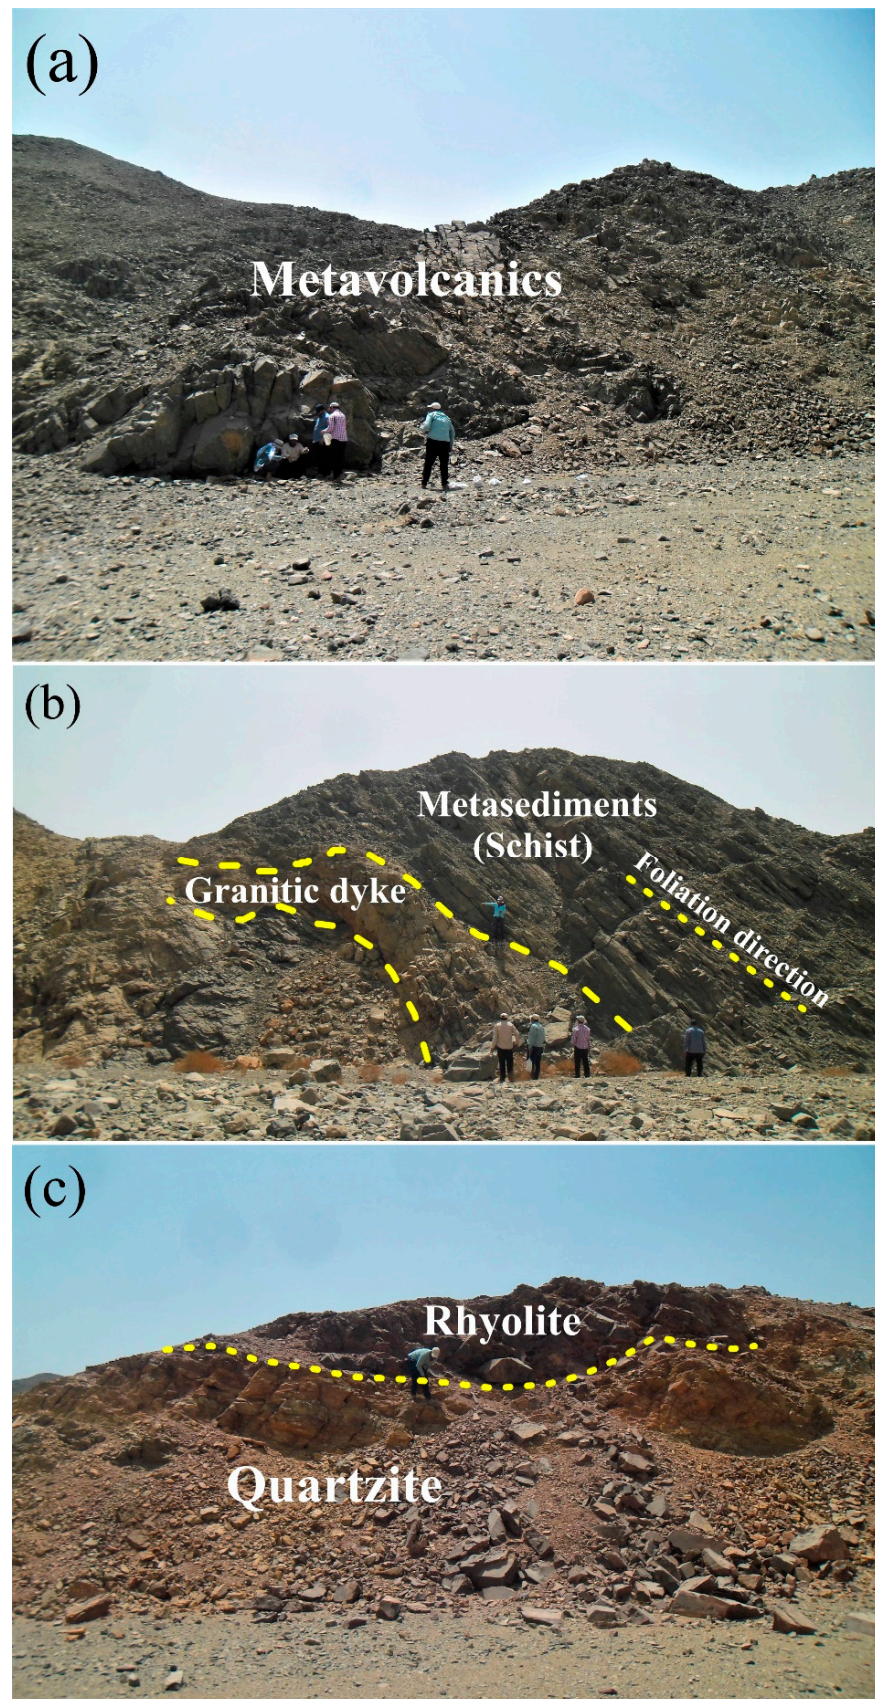 (a)
Metavolcanics
(b)
Metasediments
(Schist)
Granitic dyke
Foliation direction
(c)
Rhyolite
Quartzite